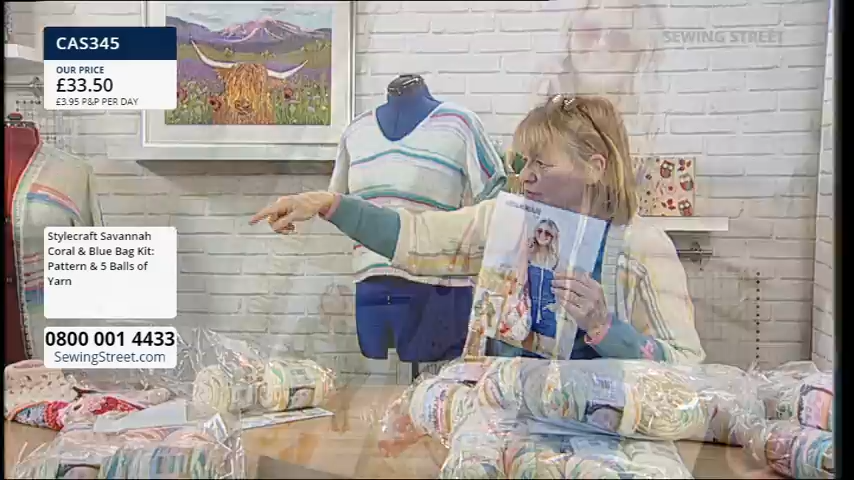 CAS345
SEWING STREET
OUR PRICE
£33.50
£3.95 P&P PER DAY
Stylecraft Savannah
Coral & Blue Bag Kit:
Pattern & 5 Balls of
Yarn
0800 001 4433
SewingStreet.com